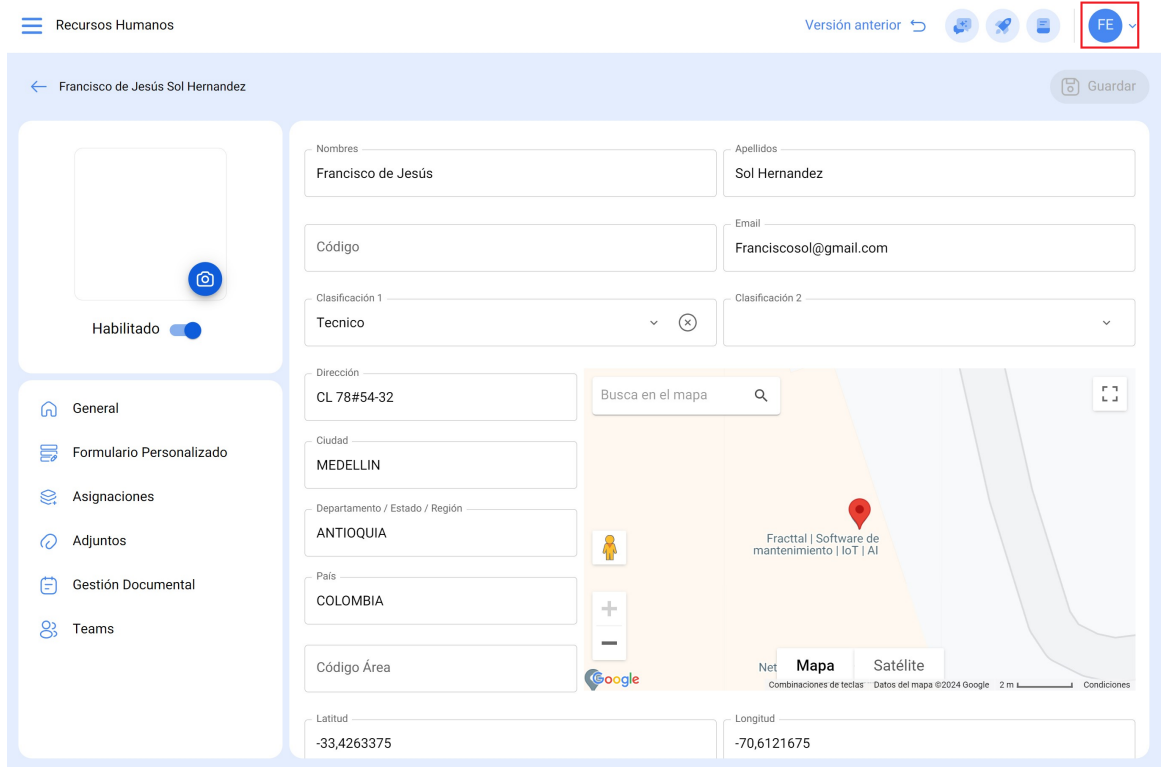 Recursos Humanos
Versión anterior
FE
Francisco de Jesús Sol Hernandez
Guardar
Habilitado
General
Formulario Personalizado
Asignaciones
Adjuntos
Gestión Documental
Teams
Nombres
Francisco de Jesús
Apellidos
Sol Hernandez
Código
Email
Franciscosol@gmail.com
Clasificación 1
Tecnico
Clasificación 2
Dirección
CL 78#54-32
Ciudad
MEDELLIN
Departamento / Estado / Región
ANTIOQUIA
País
COLOMBIA
Código Área
Busca en el mapa
Fracttal | Software de
mantenimiento | IoT | AI
Net
Mapa
Satélite
Google
Combinaciones de teclas
Datos del mapa ©2024 Google
2 m
Condiciones
Latitud
-33,4263375
Longitud
-70,6121675